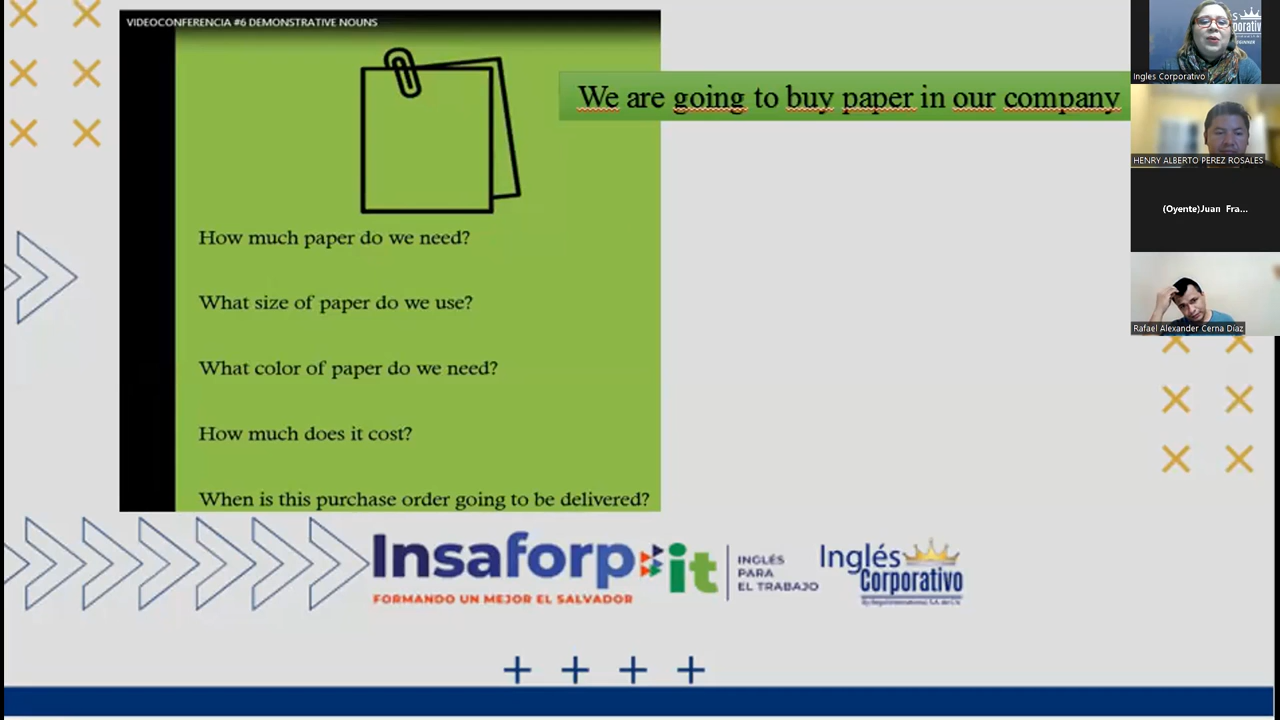 VIDEOCONFERENCIA #6 DEMONSTRATIVE NOUNS
We are going to buy paper in our company
How much paper do we need?
What size of paper do we use?
What color of paper do we need?
How much does it cost?
When is this purchase order going to be delivered?
Insaforp
FORMANDO UN MEJOR EL SALVADOR
it
INGLÉS
PARA
EL TRABAJO
Inglés
Corporativo
Ingles Corporativo
HENRY ALBERTO PEREZ ROSALES
(Oyente)Juan Fra...
Rafael Alexander Cerna Díaz